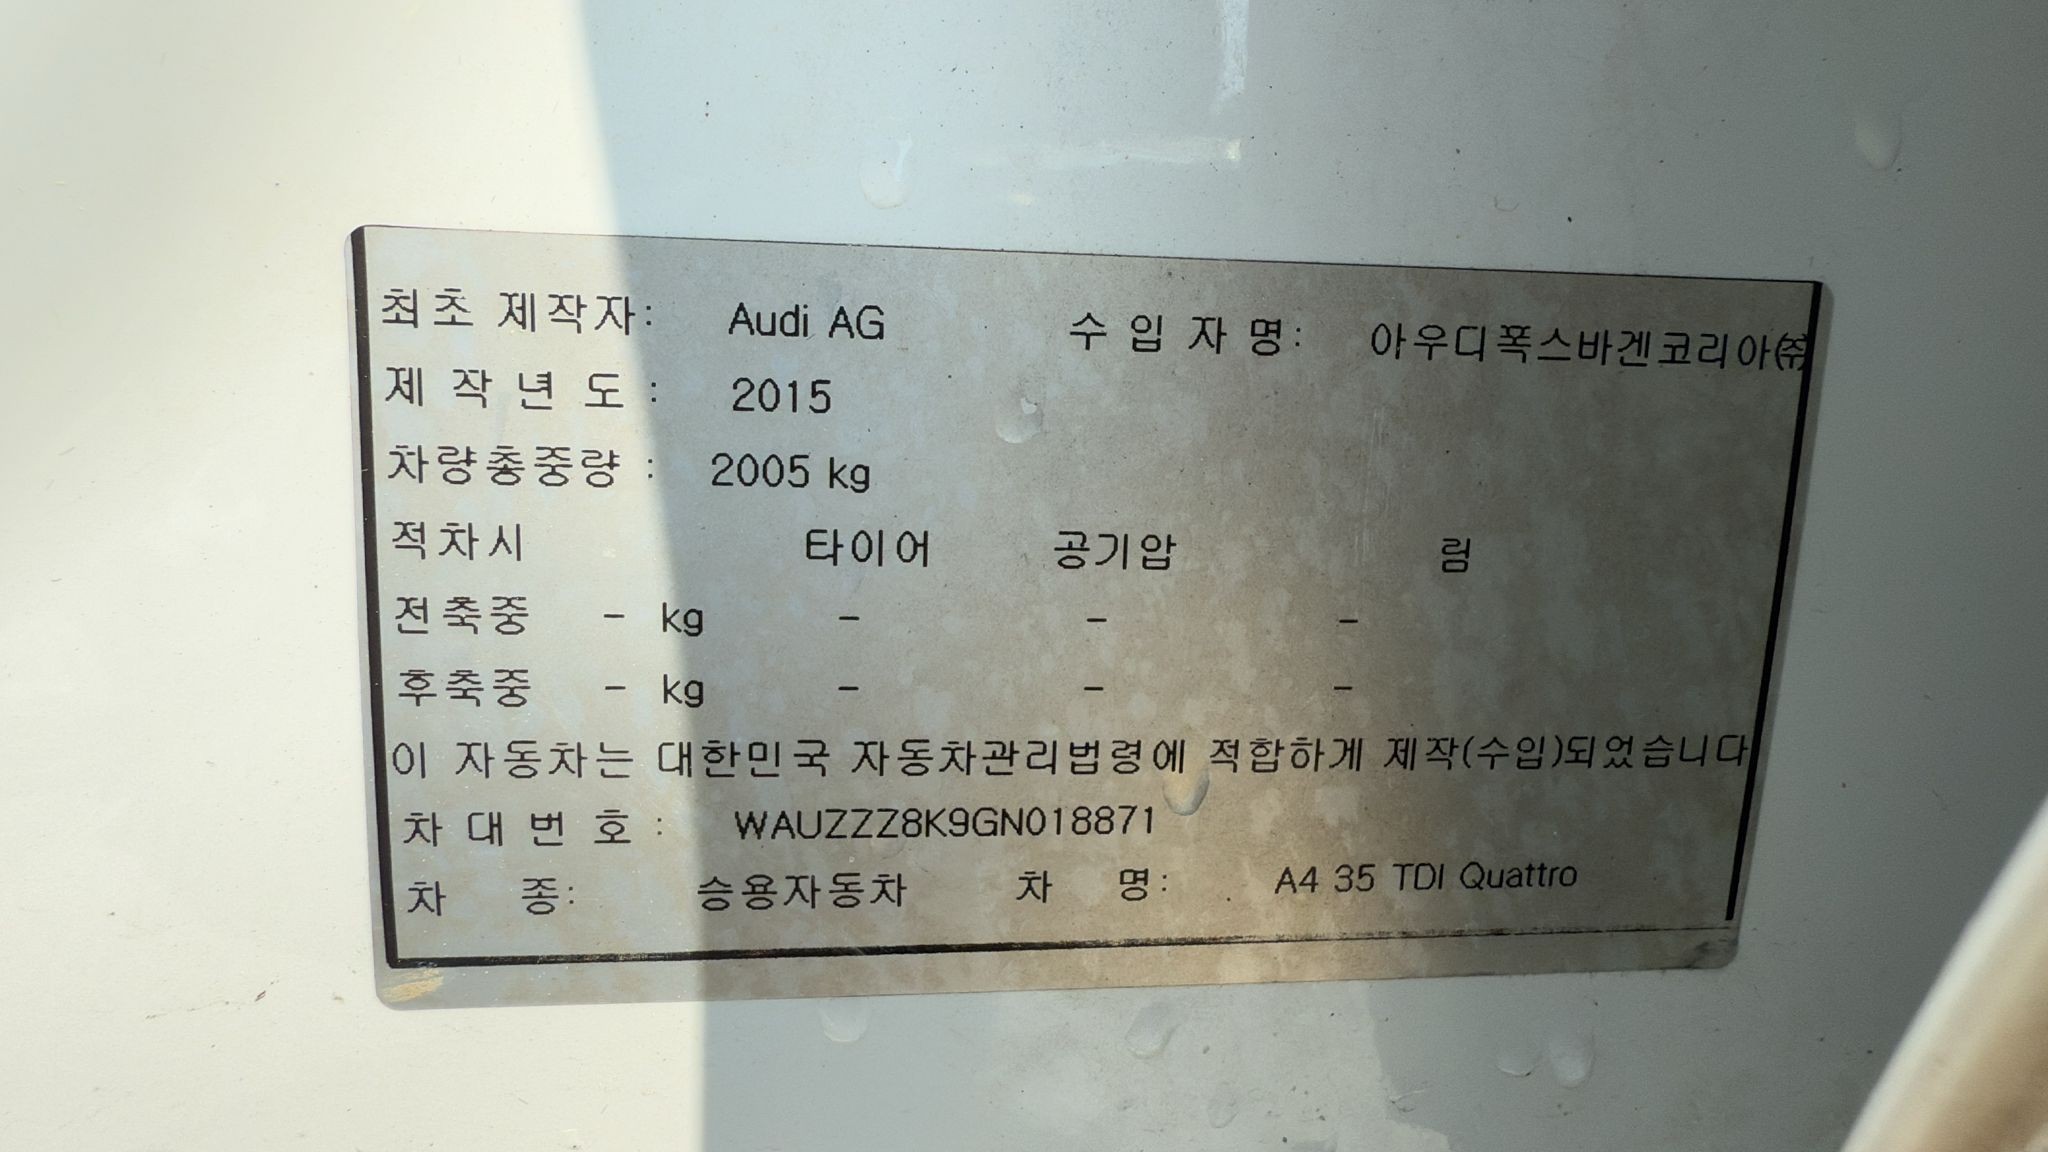 최초 제작자: Audi AG 수 입 자 명: 아우디폭스바겐코리아㈜
제 작 년 도 : 2015
차량총중량 : 2005 kg
적차시 타이어 공기압 림
전축중 - kg - - -
후축중 - kg - - -
이 자동차는 대한민국 자동차관리법령에 적합하게 제작(수입)되었습니다
차 대 번 호 : WAUZZZ8K9GN018871
차 종: 승용자동차 차 명: A4 35 TDI Quattro